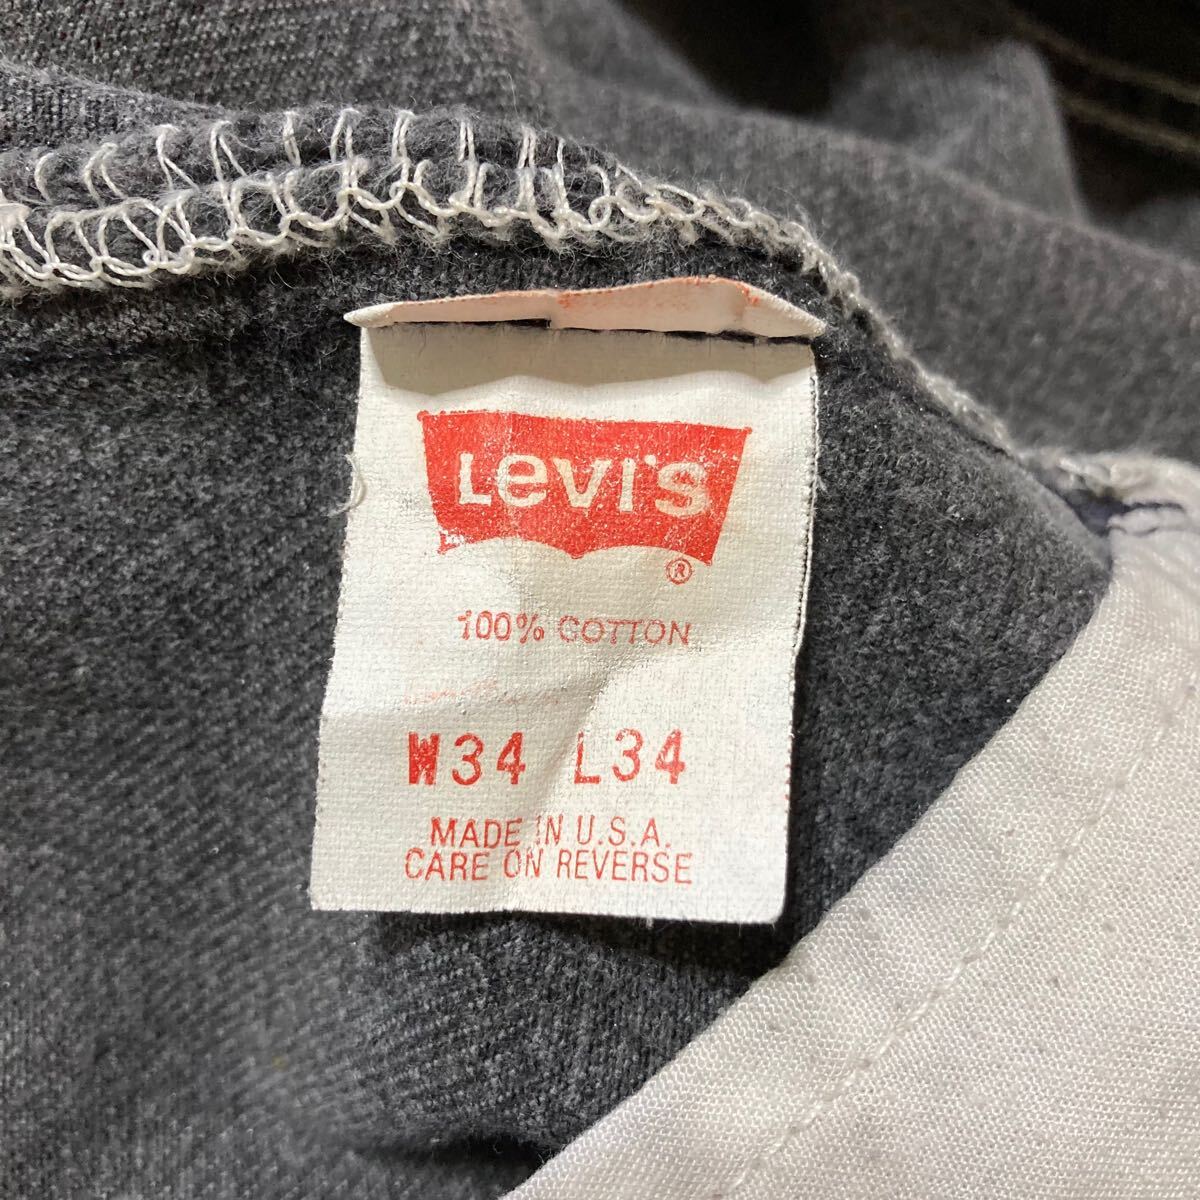 Levi's
®
100% COTTON
W34 L34
MADE IN U.S.A.
CARE ON REVERSE